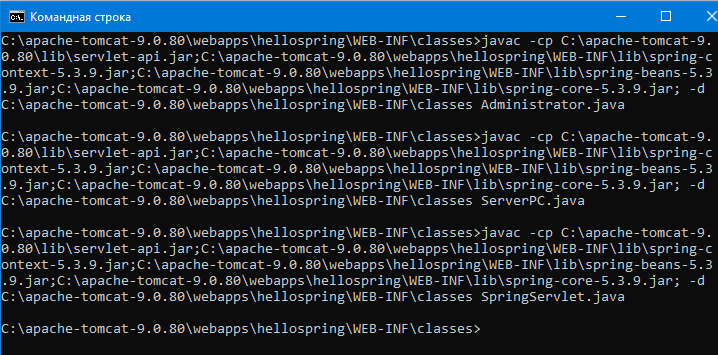 Командная строка
C:\apache-tomcat-9.0.80\webapps\hellospring\WEB-INF\classes>javac -cp C:\apache-tomcat-9.
0.80\lib\servlet-api.jar;C:\apache-tomcat-9.0.80\webapps\hellospring\WEB-INF\lib\spring-c
ontext-5.3.9.jar;C:\apache-tomcat-9.0.80\webapps\hellospring\WEB-INF\lib\spring-beans-5.3
.9.jar;C:\apache-tomcat-9.0.80\webapps\hellospring\WEB-INF\lib\spring-core-5.3.9.jar; -d
C:\apache-tomcat-9.0.80\webapps\hellospring\WEB-INF\classes Administrator.java
C:\apache-tomcat-9.0.80\webapps\hellospring\WEB-INF\classes>javac -cp C:\apache-tomcat-9.
0.80\lib\servlet-api.jar;C:\apache-tomcat-9.0.80\webapps\hellospring\WEB-INF\lib\spring-c
ontext-5.3.9.jar;C:\apache-tomcat-9.0.80\webapps\hellospring\WEB-INF\lib\spring-beans-5.3
.9.jar;C:\apache-tomcat-9.0.80\webapps\hellospring\WEB-INF\lib\spring-core-5.3.9.jar; -d
C:\apache-tomcat-9.0.80\webapps\hellospring\WEB-INF\classes ServerPC.java
C:\apache-tomcat-9.0.80\webapps\hellospring\WEB-INF\classes>javac -cp C:\apache-tomcat-9.
0.80\lib\servlet-api.jar;C:\apache-tomcat-9.0.80\webapps\hellospring\WEB-INF\lib\spring-c
ontext-5.3.9.jar;C:\apache-tomcat-9.0.80\webapps\hellospring\WEB-INF\lib\spring-beans-5.3
.9.jar;C:\apache-tomcat-9.0.80\webapps\hellospring\WEB-INF\lib\spring-core-5.3.9.jar; -d
C:\apache-tomcat-9.0.80\webapps\hellospring\WEB-INF\classes SpringServlet.java
C:\apache-tomcat-9.0.80\webapps\hellospring\WEB-INF\classes>